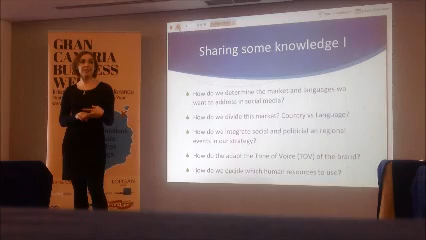 GRAN
CANARIA
BUSINESS
WEEK
Sharing some knowledge I
How do we determine the market and languages we
want to address in social media?
How do we divide this market? Country vs Language?
How do we integrate social and political an regional
events in our strategy?
How do the adapt the Tone of Voice (TOV) of the brand?
How do we decide which human resources to use?